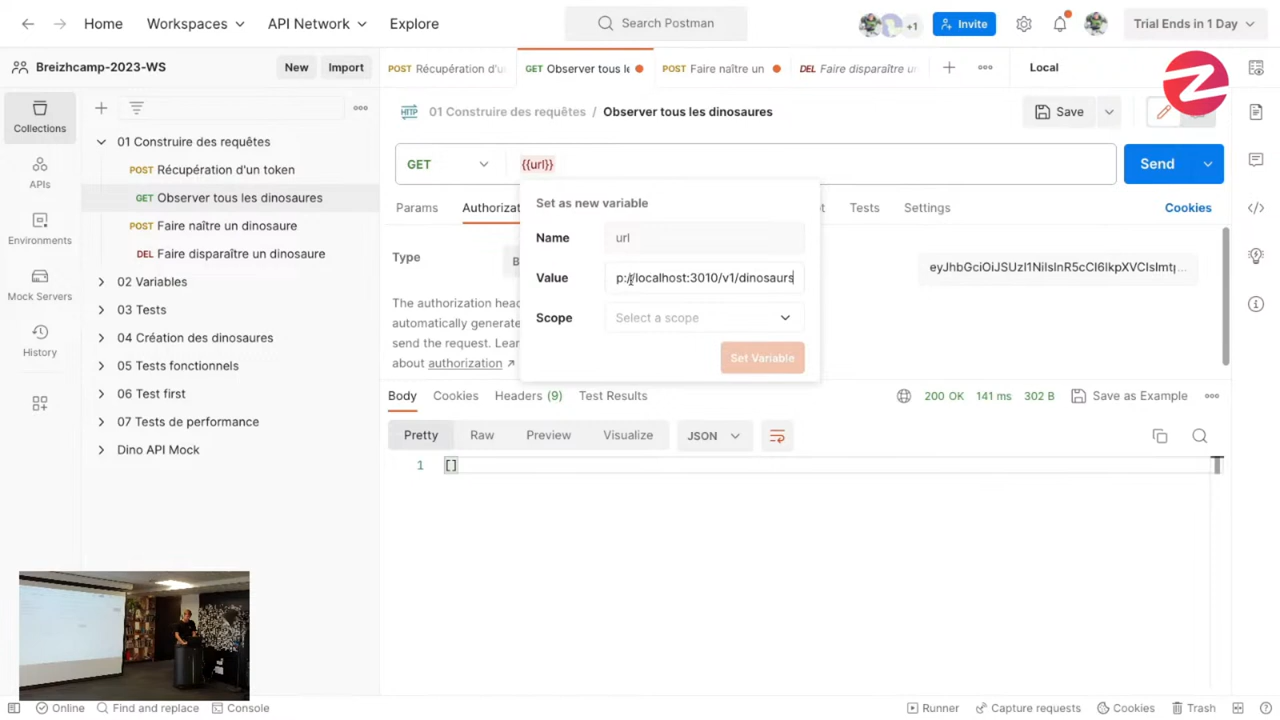 Home Workspaces API Network Explore Search Postman +1 Invite Trial Ends in 1 Day
Breizhcamp-2023-WS New Import
POST Récupération d'u GET Observer tous le POST Faire naître un DEL Faire disparaître un Local
Collections
APIs
Environments
Mock Servers
History
01 Construire des requêtes
POST Récupération d'un token
GET Observer tous les dinosaures
POST Faire naître un dinosaure
DEL Faire disparaître un dinosaure
02 Variables
03 Tests
04 Création des dinosaures
05 Tests fonctionnels
06 Test first
07 Tests de performance
Dino API Mock
HTTP 01 Construire des requêtes / Observer tous les dinosaures Save
GET {{url}} Send
Params Authorizat t Tests Settings Cookies
Type B
The authorization head
automatically generate
send the request. Lear
about authorization
Set as new variable
Name url
Value p://localhost:3010/v1/dinosaurs
Scope Select a scope
Set Variable
Body Cookies Headers (9) Test Results 200 OK 141 ms 302 B Save as Example
Pretty Raw Preview Visualize JSON
1 []
Online Find and replace Console Runner Capture requests Cookies Trash